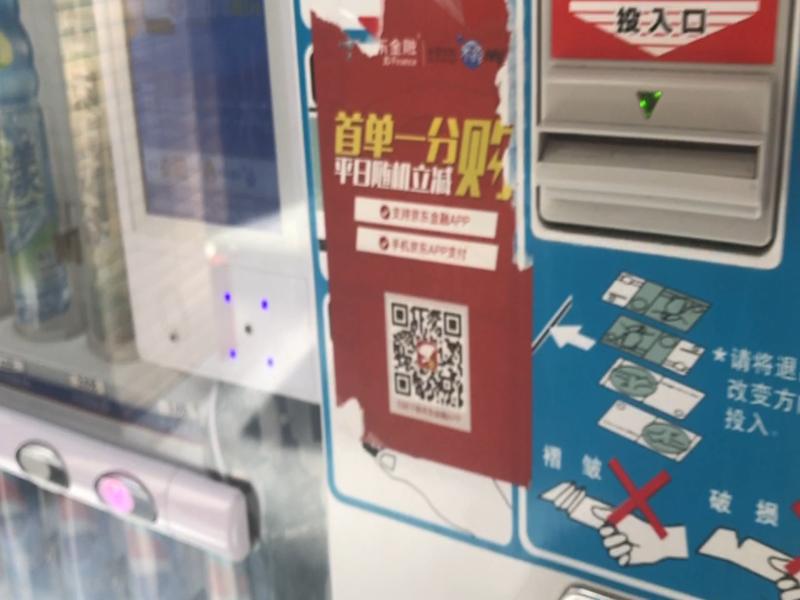 投入口
东金融
首单一分购
平日随机立减
支持京东金融APP
手机京东APP支付
★请将退
改变方
投入。
褶皱
破损